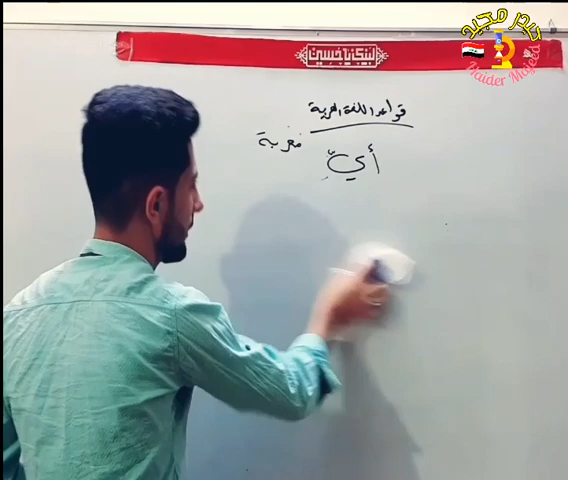 حيدر مجيد
Haider Majeed
لبيك يا حسين
قواعد اللغة العربية
معربة
أيّ